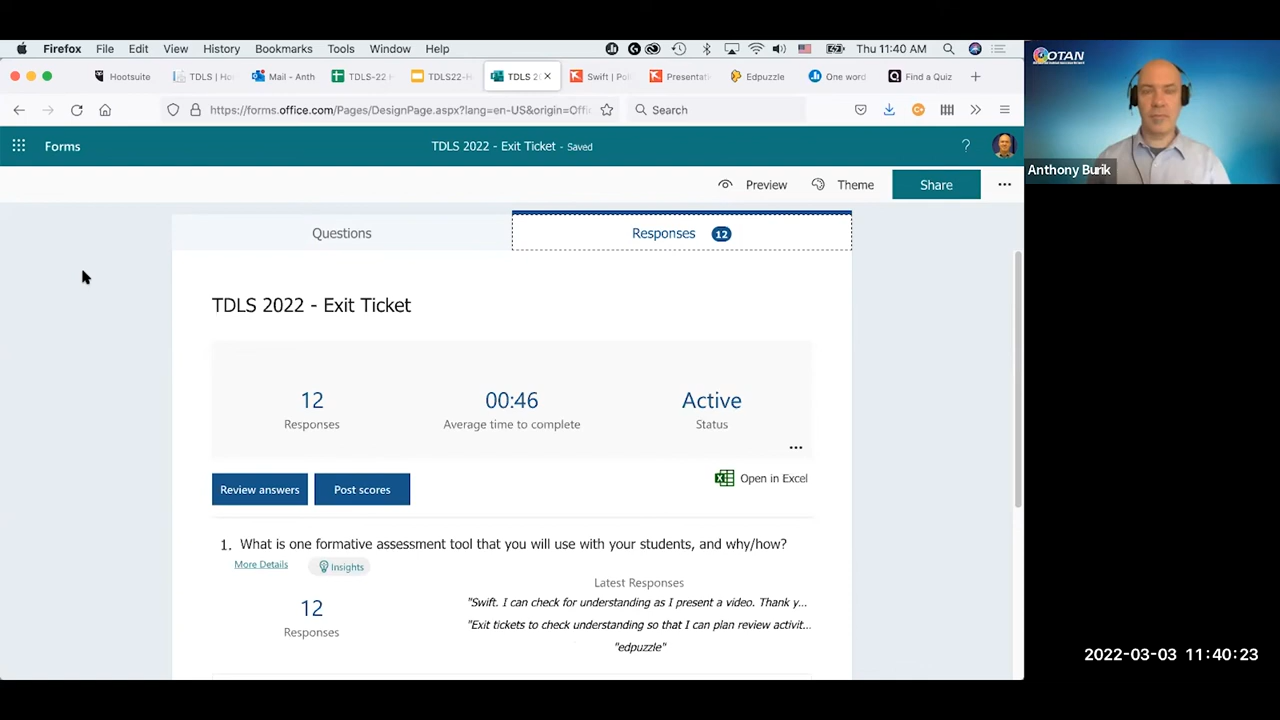 Firefox File Edit View History Bookmarks Tools Window Help Thu 11:40 AM
Hootsuite TDLS | Ho Mail - Anth TDLS-22 TDLS22-H TDLS 2 Swift | Pol Presentat Edpuzzle One word Find a Quiz
https://forms.office.com/Pages/DesignPage.aspx?lang=en-US&origin=Offi Search
OTAN
Anthony Burik
Forms TDLS 2022 - Exit Ticket - Saved ?
Preview Theme Share
Questions Responses 12
TDLS 2022 - Exit Ticket
12 00:46 Active
Responses Average time to complete Status
Review answers Post scores Open in Excel
1. What is one formative assessment tool that you will use with your students, and why/how?
More Details Insights
Latest Responses
12
Responses
"Swift. I can check for understanding as I present a video. Thank y...
"Exit tickets to check understanding so that I can plan review activit...
"edpuzzle"
2022-03-03 11:40:23